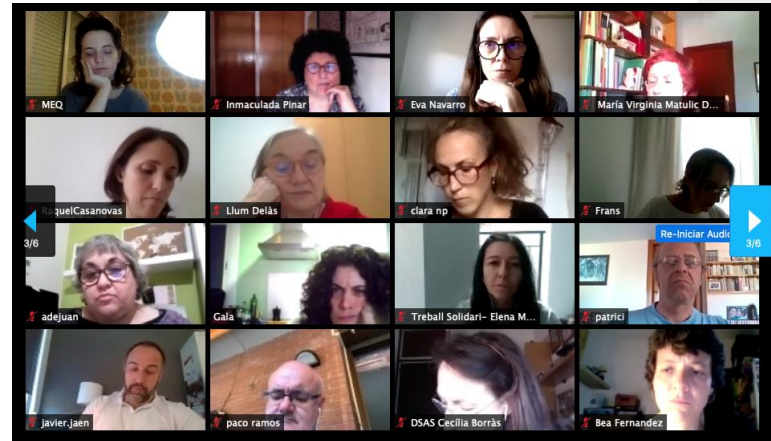 MEQ
Inmaculada Pinar
Eva Navarro
María Virginia Matulic D...
RaquelCasanovas
Llum Delàs
clara np
Frans
3/6
Re-Iniciar Audio
3/6
adejuan
Gala
Treball Solidari- Elena M...
patrici
Javier.jaen
paco ramos
DSAS Cecília Borràs
Bea Fernandez